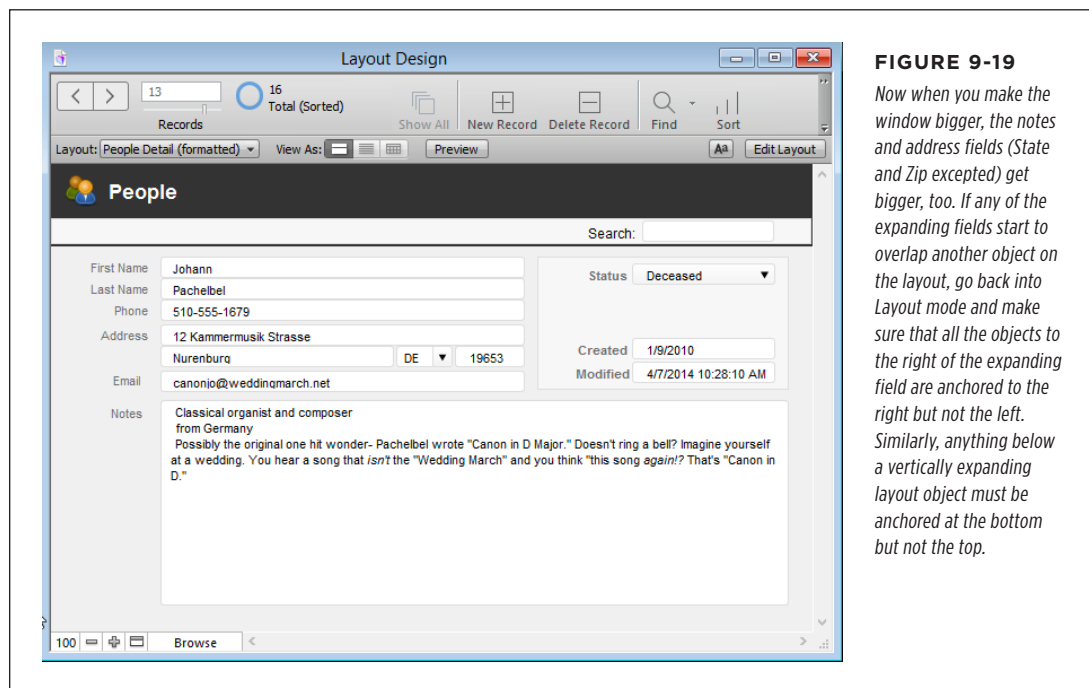 Layout Design
13
16
Total (Sorted)
Records
Show All
New Record
Delete Record
Find
Sort
Layout: People Detail (formatted)
View As:
Preview
Aa
Edit Layout
People
Search:
First Name Johann
Last Name Pachelbel
Phone 510-555-1679
Address 12 Kammermusik Strasse
Nurenburg DE 19653
Email canonjo@weddingmarch.net
Status Deceased
Created 1/9/2010
Modified 4/7/2014 10:28:10 AM
Notes Classical organist and composer
from Germany
Possibly the original one hit wonder- Pachelbel wrote "Canon in D Major." Doesn't ring a bell? Imagine yourself
at a wedding. You hear a song that isn't the "Wedding March" and you think "this song again!? That's "Canon in
D."
100
Browse
FIGURE 9-19
Now when you make the
window bigger, the notes
and address fields (State
and Zip excepted) get
bigger, too. If any of the
expanding fields start to
overlap another object on
the layout, go back into
Layout mode and make
sure that all the objects to
the right of the expanding
field are anchored to the
right but not the left.
Similarly, anything below
a vertically expanding
layout object must be
anchored at the bottom
but not the top.